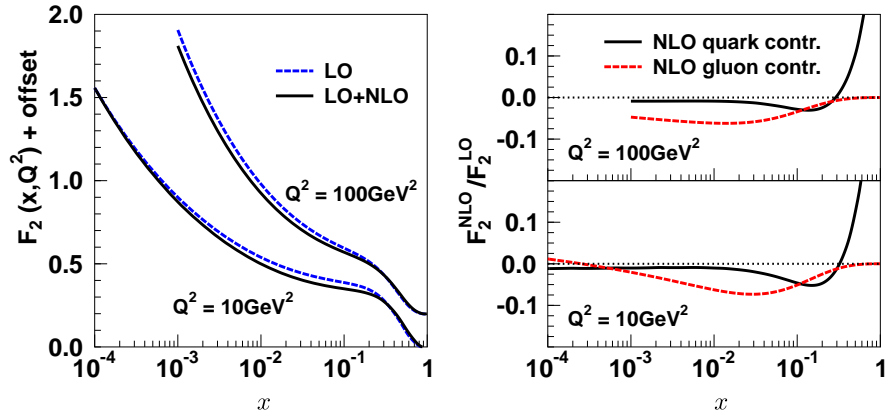 F₂ (x,Q²) + offset
2.0
1.5
1.0
0.5
0.0
LO
LO+NLO
Q² = 100GeV²
Q² = 10GeV²
10⁻⁴ 10⁻³ 10⁻² 10⁻¹ 1
x
F₂ᴺᴸᴼ/F₂ᴸᴼ
0.1
0.0
-0.1
NLO quark contr.
NLO gluon contr.
Q² = 100GeV²
0.1
0.0
-0.1
Q² = 10GeV²
10⁻⁴ 10⁻³ 10⁻² 10⁻¹ 1
x